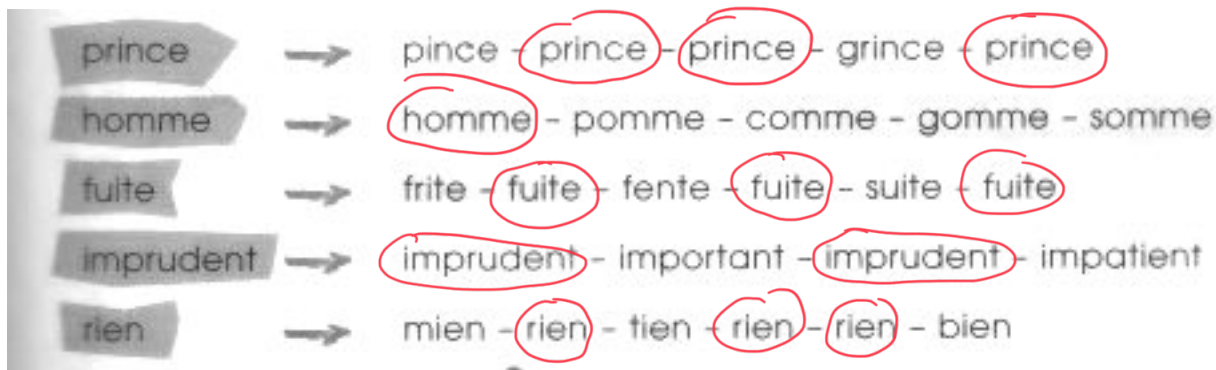 prince → pince - prince - prince - grince - prince
homme → homme - pomme - comme - gomme - somme
fuite → frite - fuite - fente - fuite - suite - fuite
imprudent → imprudent - important - imprudent - impatient
rien → mien - rien - tien - rien - rien - bien